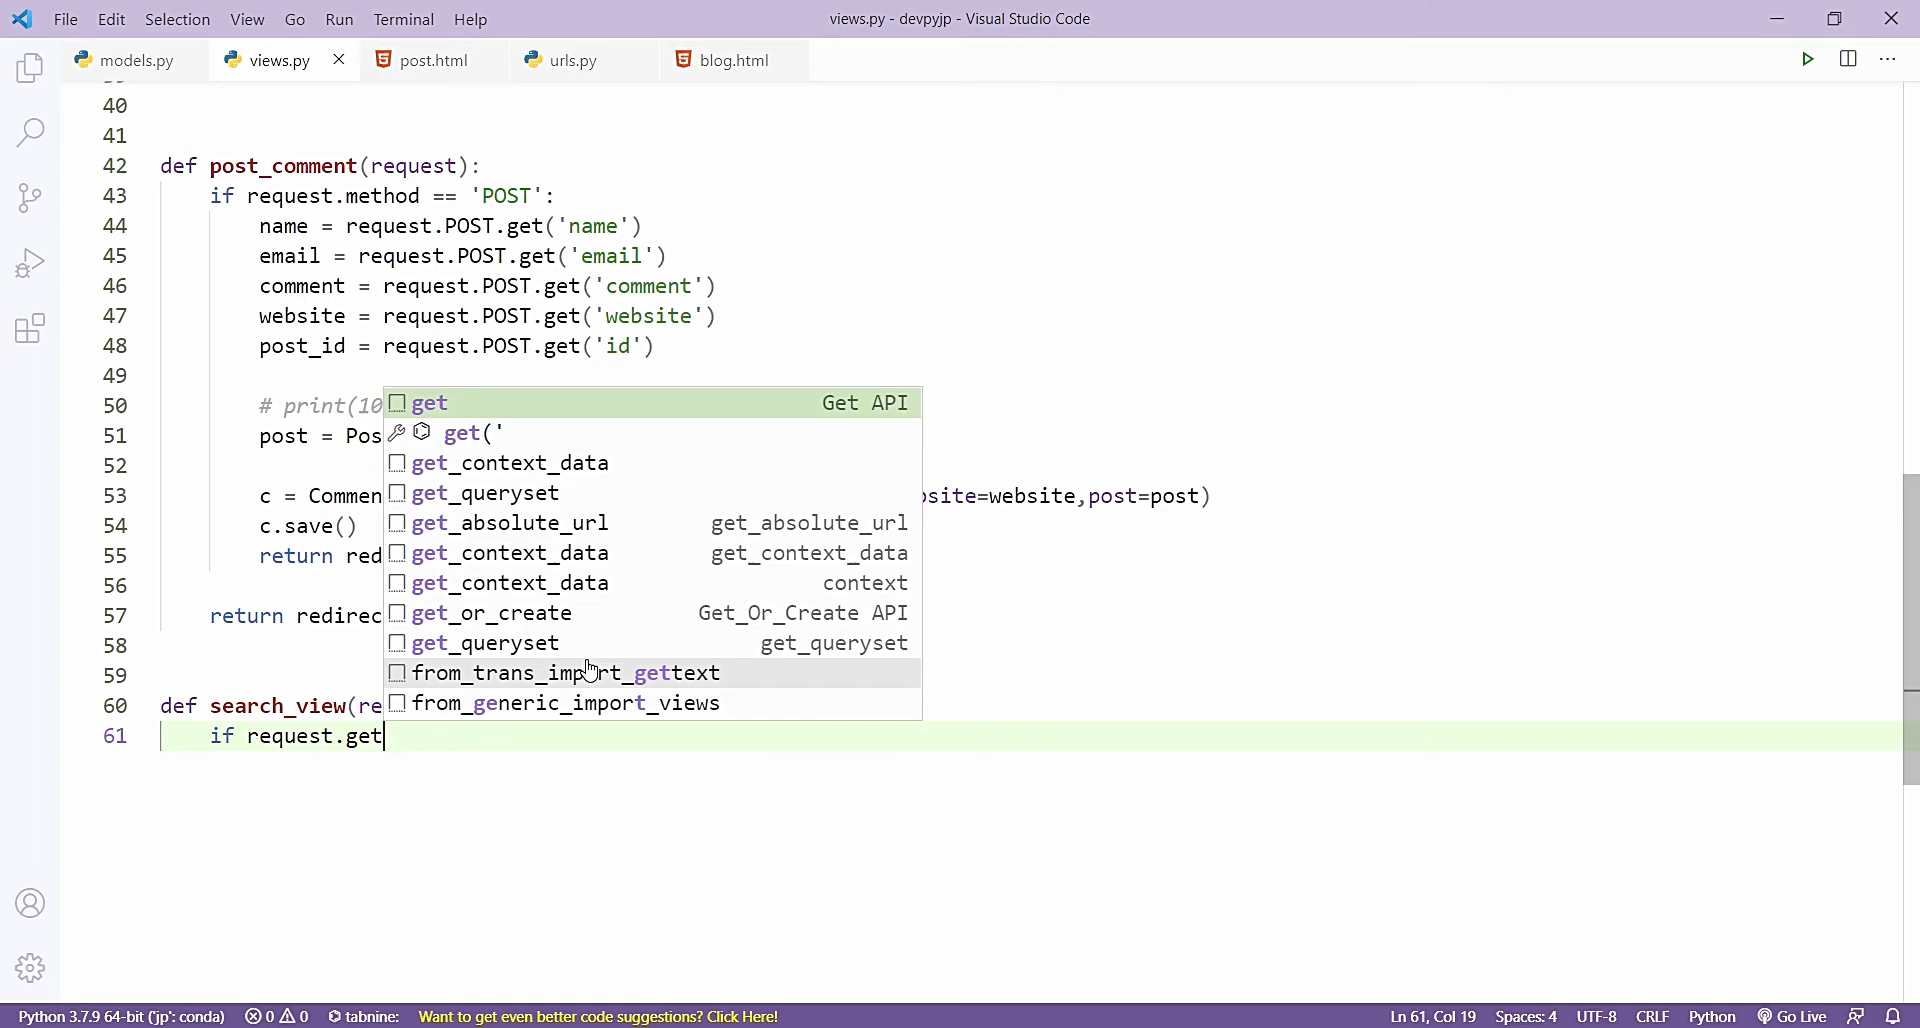 File Edit Selection View Go Run Terminal Help views.py - devpyjp - Visual Studio Code
models.py views.py post.html urls.py blog.html
40
41
42 def post_comment(request):
43 if request.method == 'POST':
44 name = request.POST.get('name')
45 email = request.POST.get('email')
46 comment = request.POST.get('comment')
47 website = request.POST.get('website')
48 post_id = request.POST.get('id')
49
50 # print(10 get Get API
51 post = Pos get('
52 get_context_data
get_queryset
53 c = Commen site=website,post=post)
54 c.save() get_absolute_url get_absolute_url
55 return red get_context_data get_context_data
56 get_context_data context
57 return redirec get_or_create Get_Or_Create API
58 get_queryset get_queryset
59 from_trans_import_gettext
60 def search_view(re from_generic_import_views
61 if request.get
Python 3.7.9 64-bit ('jp': conda) 0 0 tabnine: Want to get even better code suggestions? Click Here! Ln 61, Col 19 Spaces: 4 UTF-8 CRLF Python Go Live